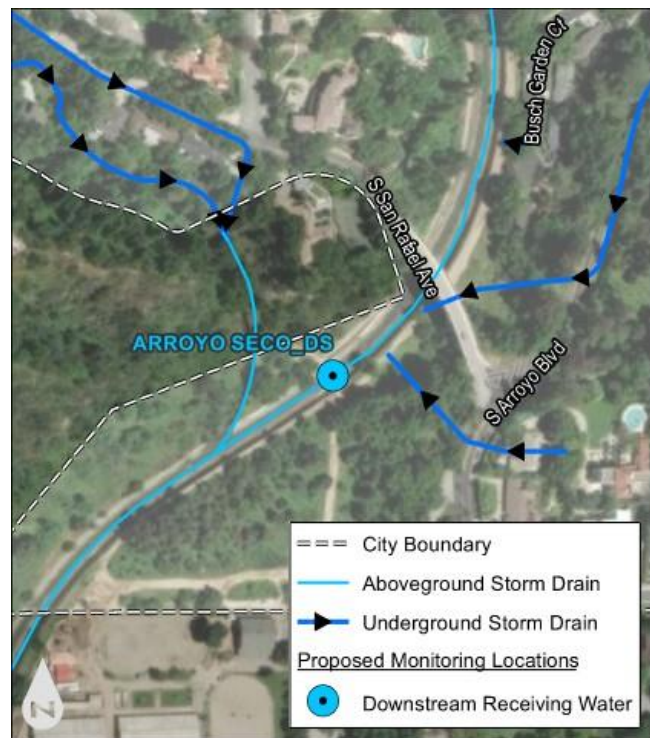 Busch Garden Ct
S San Rafael Ave
ARROYO SECO_DS
S Arroyo Blvd
City Boundary
Aboveground Storm Drain
Underground Storm Drain
Proposed Monitoring Locations
Downstream Receiving Water
N